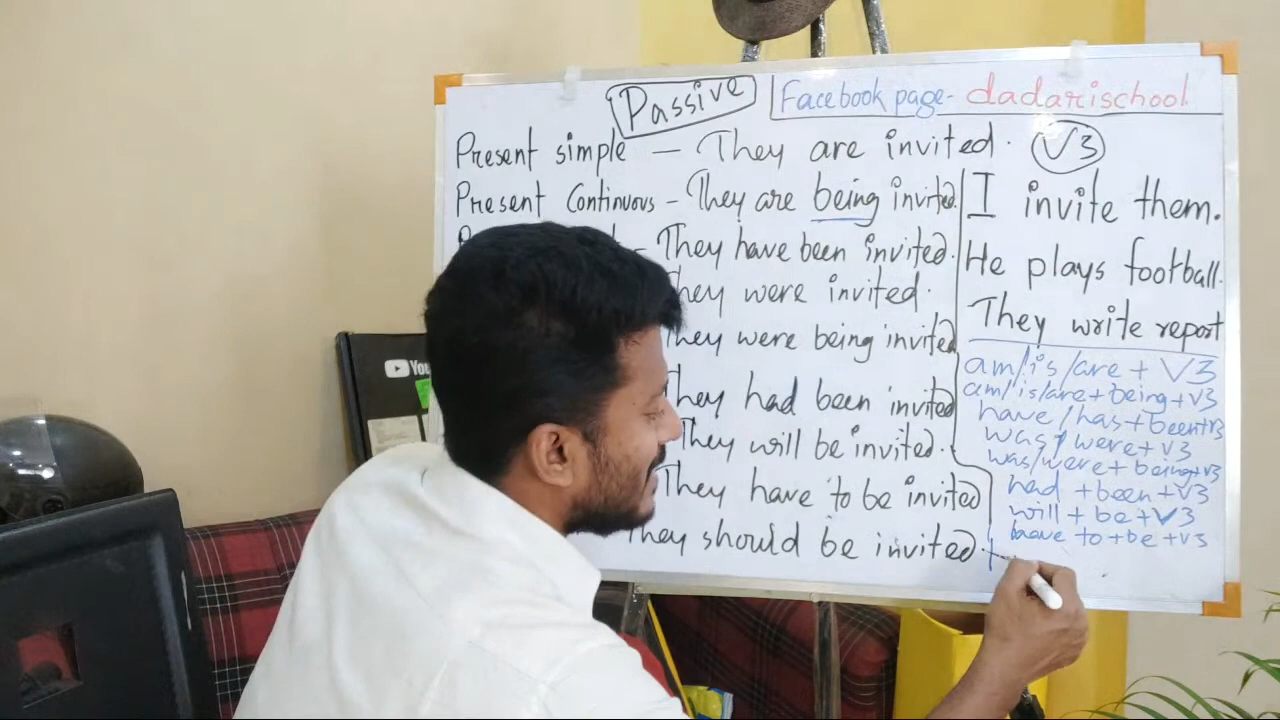 Passive
Facebook page- dadarischool
Present simple — They are invited. V3
Present Continuous - They are being invited.
- They have been invited.
They were invited.
They were being invited
They had been invited
They will be invited.
They have to be invited
They should be invited.
I invite them.
He plays football.
They write report
am/is/are + V3
am/is/are+being+V3
have/has+been+V3
was/were+V3
was/were+being+V3
had +been+V3
will+be+V3
have to+be+V3
You